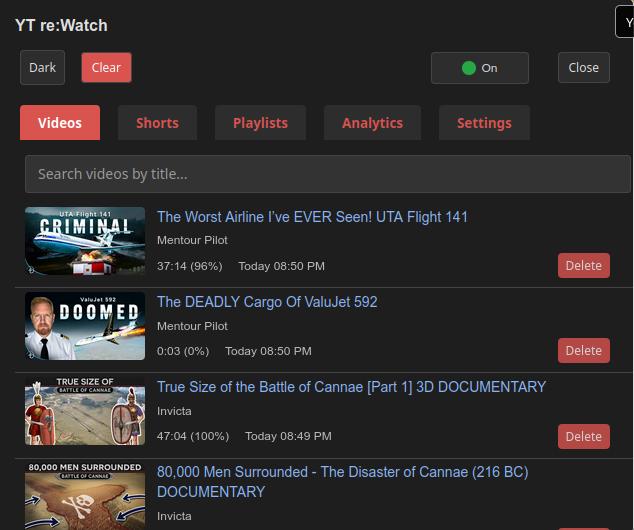 YT re:Watch
Y
Dark
Clear
On
Close
Videos
Shorts
Playlists
Analytics
Settings
Search videos by title...
UTA Flight 141
CRIMINAL
The Worst Airline I've EVER Seen! UTA Flight 141
Mentour Pilot
37:14 (96%) Today 08:50 PM
Delete
ValuJet 592
DOOMED
The DEADLY Cargo Of ValuJet 592
Mentour Pilot
0:03 (0%) Today 08:50 PM
Delete
TRUE SIZE OF
BATTLE OF CANNAE
True Size of the Battle of Cannae [Part 1] 3D DOCUMENTARY
Invicta
47:04 (100%) Today 08:49 PM
Delete
80,000 MEN SURROUNDED
BATTLE OF CANNAE
80,000 Men Surrounded - The Disaster of Cannae (216 BC)
DOCUMENTARY
Invicta